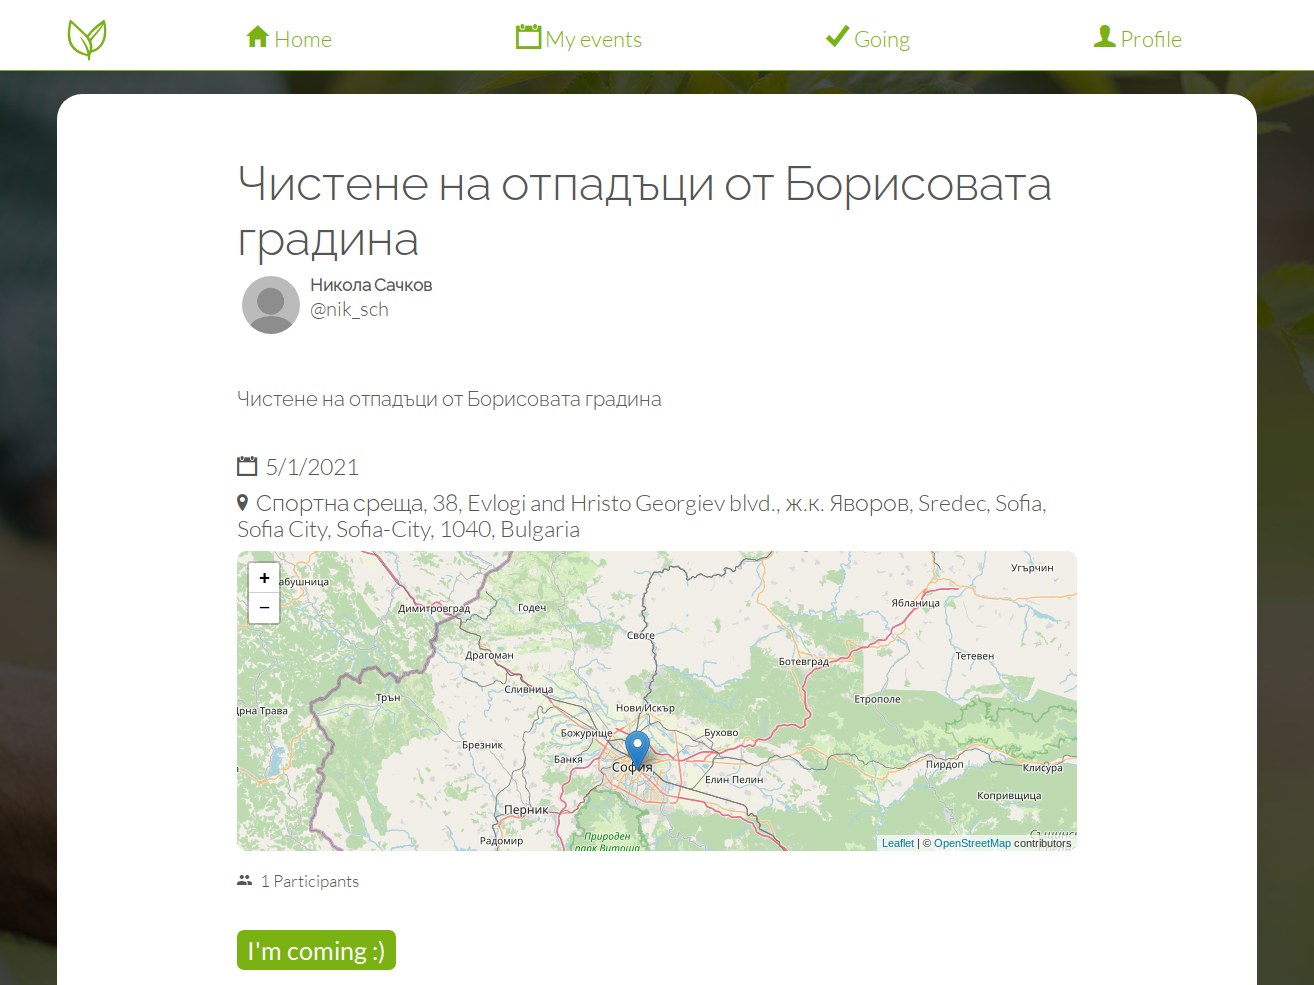 Home
My events
Going
Profile
Чистене на отпадъци от Борисовата
градина
Никола Сачков
@nik_sch
Чистене на отпадъци от Борисовата градина
5/1/2021
Спортна среща, 38, Evlogi and Hristo Georgiev blvd., ж.к. Яворов, Sredec, Sofia,
Sofia City, Sofia-City, 1040, Bulgaria
+
−
Угърчин
абушница
Димитровград
Годеч
Ябланица
Своге
Драгоман
Ботевград
Тетевен
Сливница
Трън
Етрополе
Црна Трава
Нови Искър
Божурище
Бухово
Брезник
Банкя
София
Пирдоп
Клисура
Елин Пелин
Копривщица
Перник
Радомир
Природен
парк Витоша
Leaflet | © OpenStreetMap contributors
1 Participants
I'm coming :)